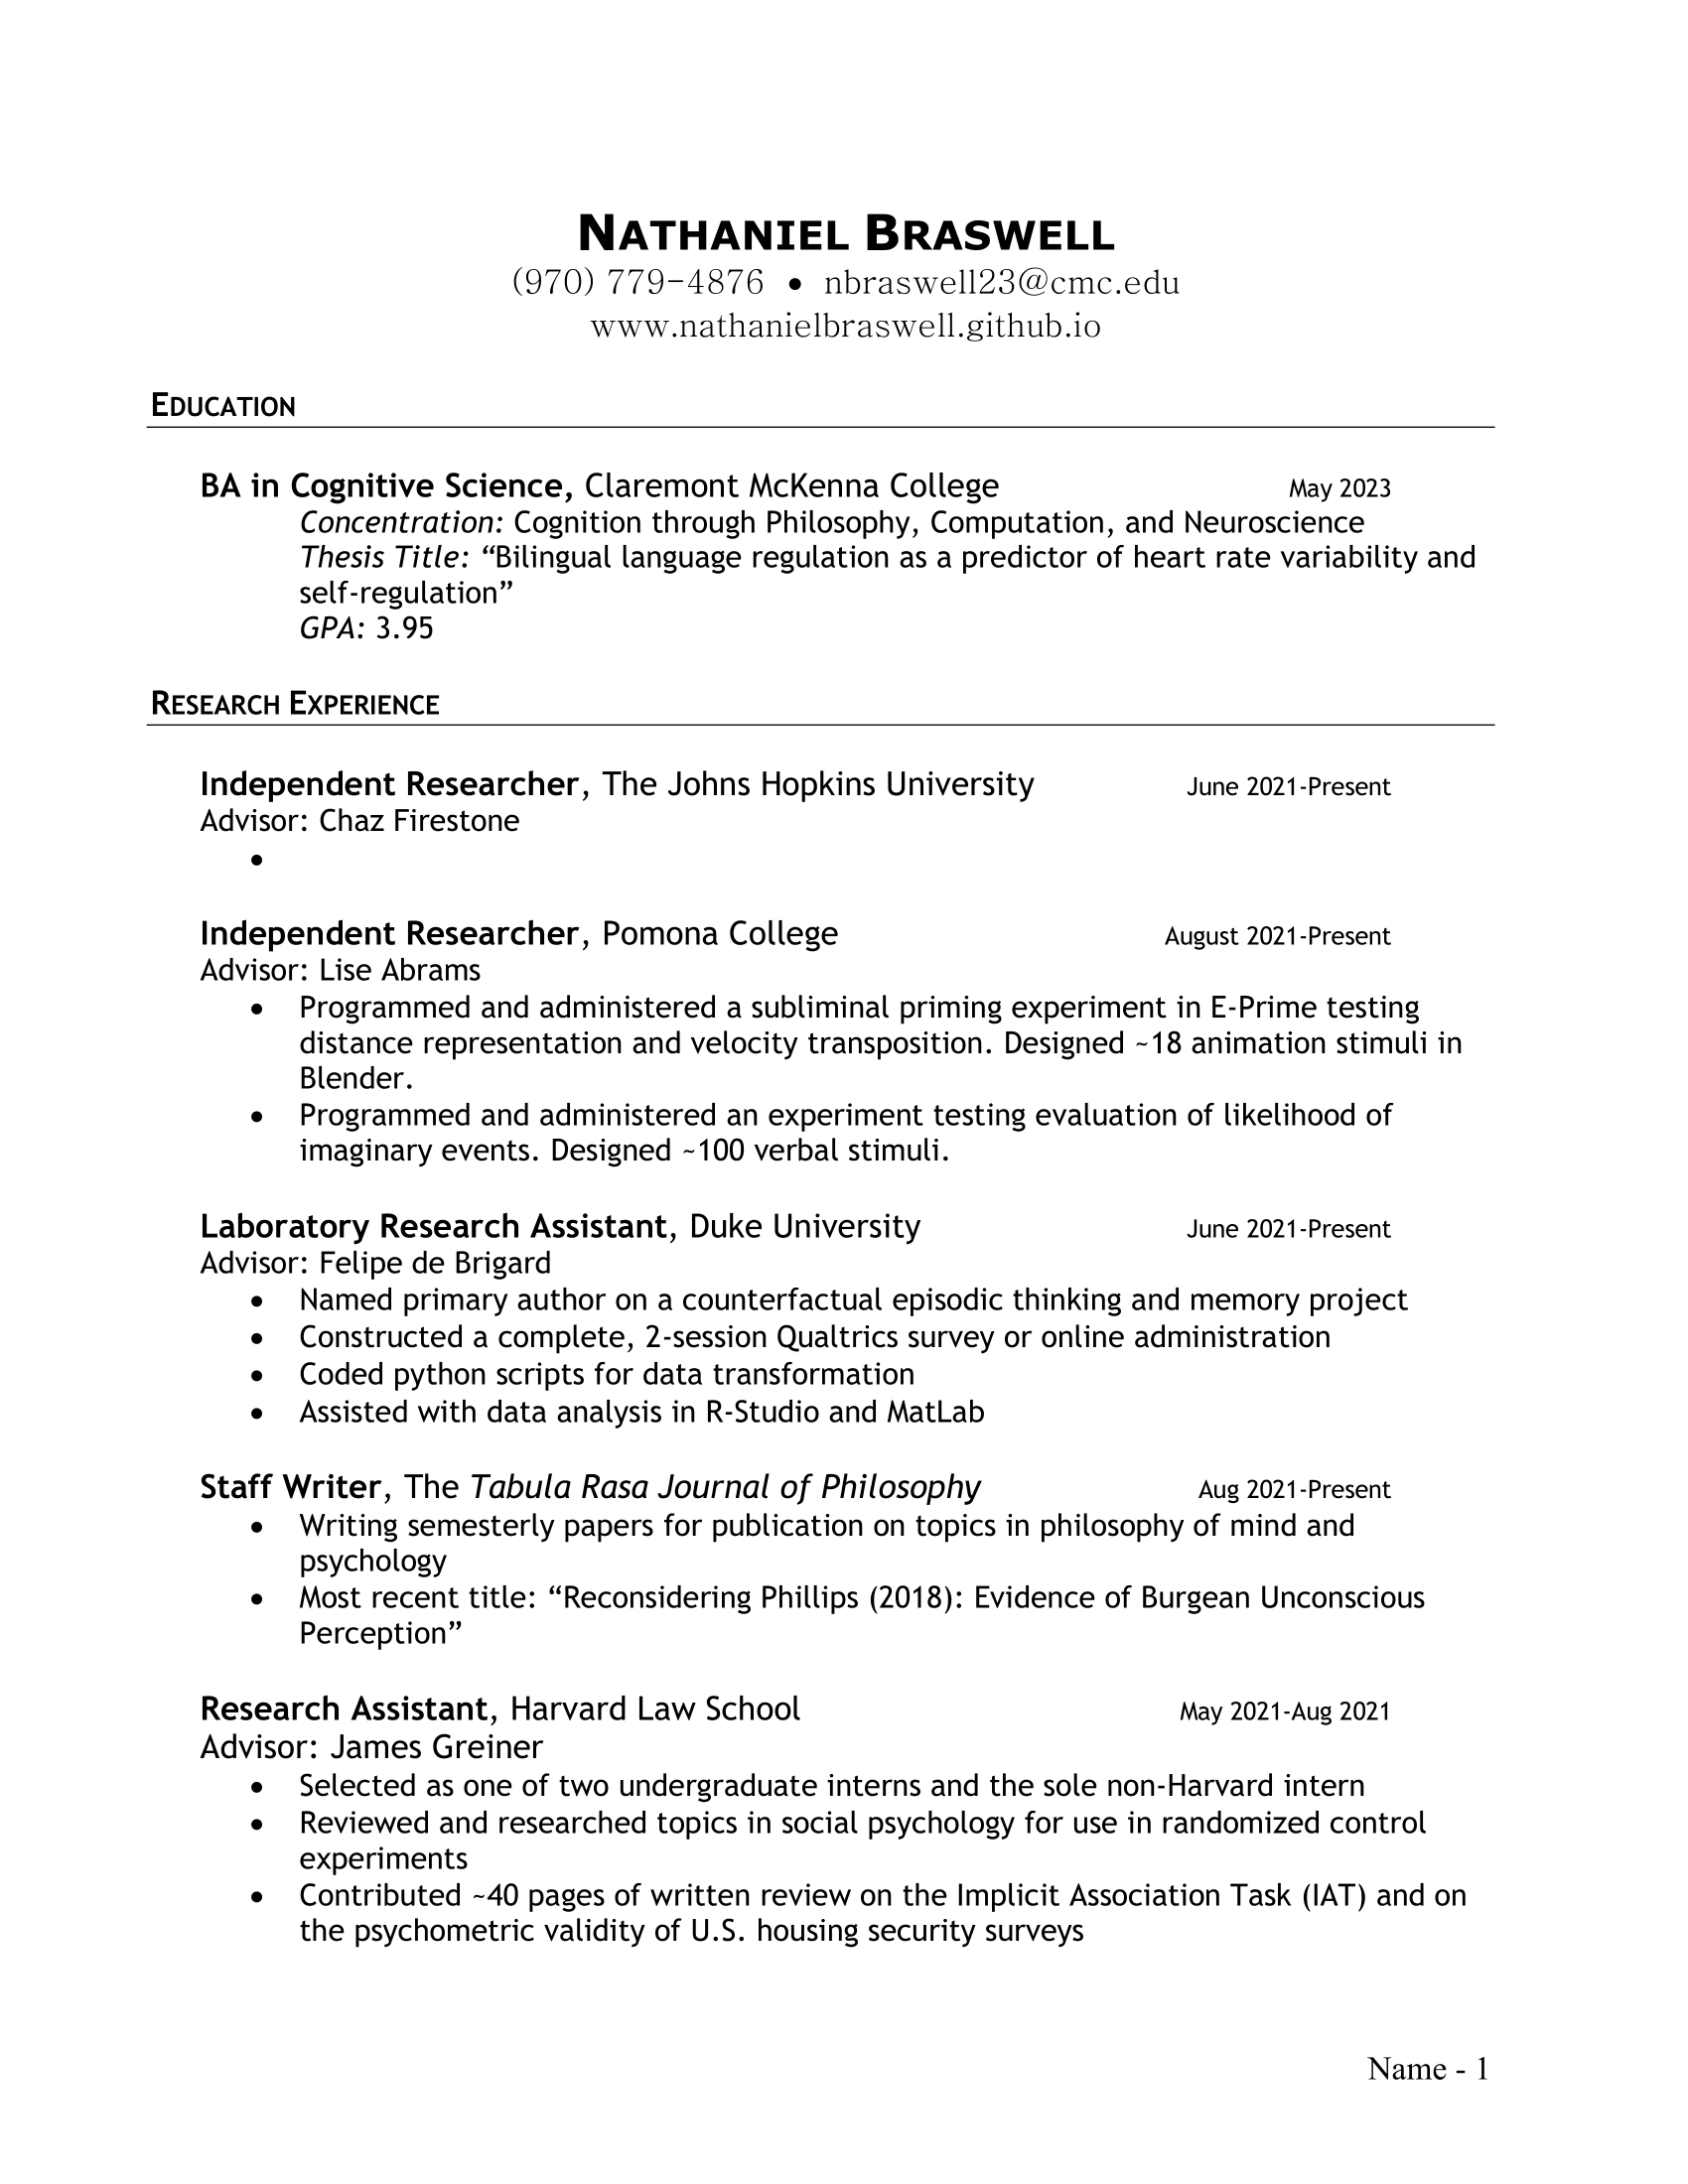 NATHANIEL BRASWELL
(970) 779-4876 • nbraswell23@cmc.edu
www.nathanielbraswell.github.io
EDUCATION
BA in Cognitive Science, Claremont McKenna College May 2023
Concentration: Cognition through Philosophy, Computation, and Neuroscience
Thesis Title: “Bilingual language regulation as a predictor of heart rate variability and
self-regulation”
GPA: 3.95
RESEARCH EXPERIENCE
Independent Researcher, The Johns Hopkins University June 2021-Present
Advisor: Chaz Firestone
•
Independent Researcher, Pomona College August 2021-Present
Advisor: Lise Abrams
• Programmed and administered a subliminal priming experiment in E-Prime testing
distance representation and velocity transposition. Designed ~18 animation stimuli in
Blender.
• Programmed and administered an experiment testing evaluation of likelihood of
imaginary events. Designed ~100 verbal stimuli.
Laboratory Research Assistant, Duke University June 2021-Present
Advisor: Felipe de Brigard
• Named primary author on a counterfactual episodic thinking and memory project
• Constructed a complete, 2-session Qualtrics survey or online administration
• Coded python scripts for data transformation
• Assisted with data analysis in R-Studio and MatLab
Staff Writer, The Tabula Rasa Journal of Philosophy Aug 2021-Present
• Writing semesterly papers for publication on topics in philosophy of mind and
psychology
• Most recent title: “Reconsidering Phillips (2018): Evidence of Burgean Unconscious
Perception”
Research Assistant, Harvard Law School May 2021-Aug 2021
Advisor: James Greiner
• Selected as one of two undergraduate interns and the sole non-Harvard intern
• Reviewed and researched topics in social psychology for use in randomized control
experiments
• Contributed ~40 pages of written review on the Implicit Association Task (IAT) and on
the psychometric validity of U.S. housing security surveys
Name - 1